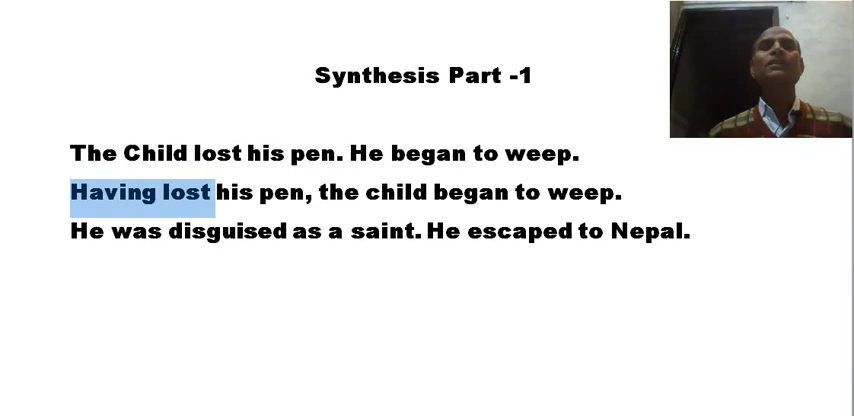 Synthesis Part -1
The Child lost his pen. He began to weep.
Having lost his pen, the child began to weep.
He was disguised as a saint. He escaped to Nepal.